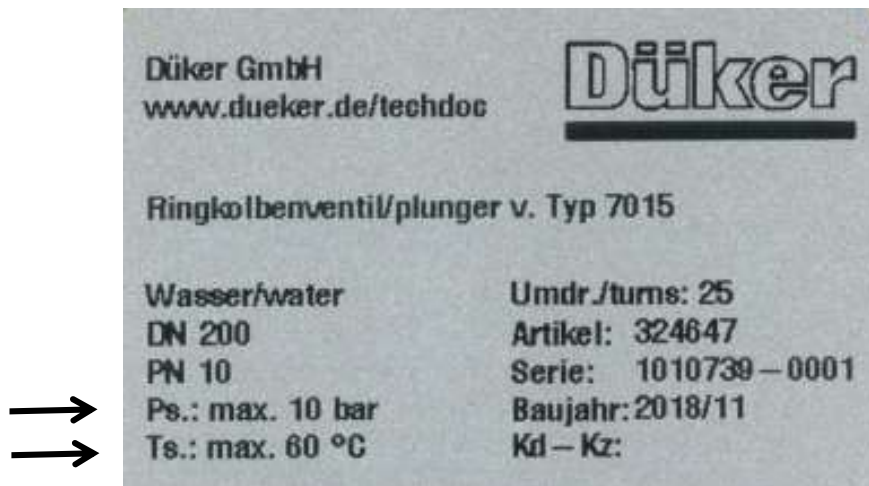 Düker GmbH
www.dueker.de/techdoc
Düker
Ringkolbenventil/plunger v. Typ 7015
Wasser/water
DN 200
PN 10
Ps.: max. 10 bar
Ts.: max. 60 °C
Umdr./turns: 25
Artikel: 324647
Serie: 1010739-0001
Baujahr: 2018/11
Kd-Kz: